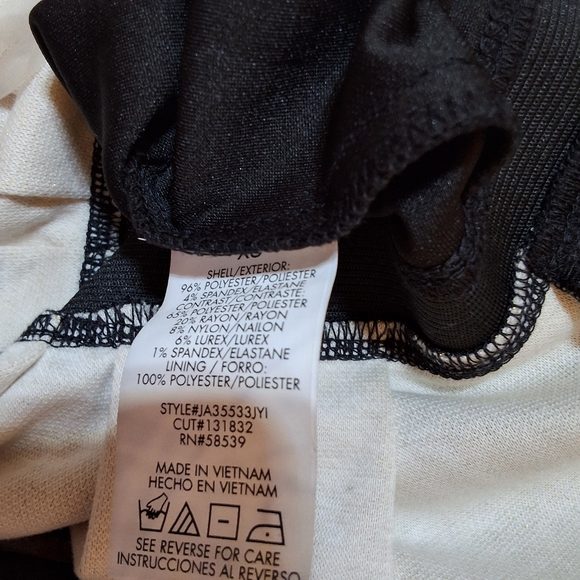 XS
SHELL/EXTERIOR:
96% POLYESTER/POLIESTER
4% SPANDEX/ELASTANE
CONTRAST/CONTRASTE:
65% POLYESTER/POLIESTER
20% RAYON/RAYON
8% NYLON/NAILON
6% LUREX/LUREX
1% SPANDEX/ELASTANE
LINING / FORRO:
100% POLYESTER/POLIESTER
STYLE#JA35533JYI
CUT#131832
RN#58539
MADE IN VIETNAM
HECHO EN VIETNAM
SEE REVERSE FOR CARE
INSTRUCCIONES AL REVERSO